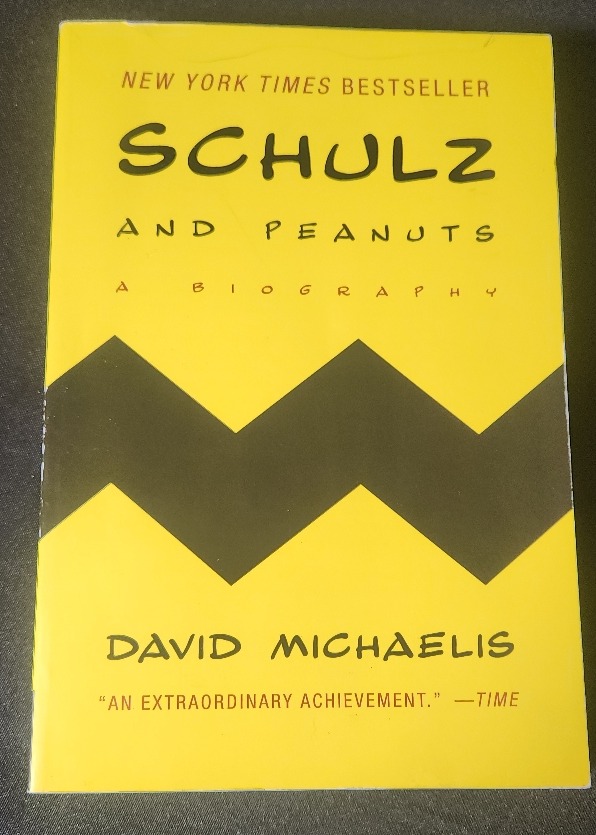 NEW YORK TIMES BESTSELLER
SCHULZ
AND PEANUTS
A BIOGRAPHY
DAVID MICHAELIS
“AN EXTRAORDINARY ACHIEVEMENT.” —TIME